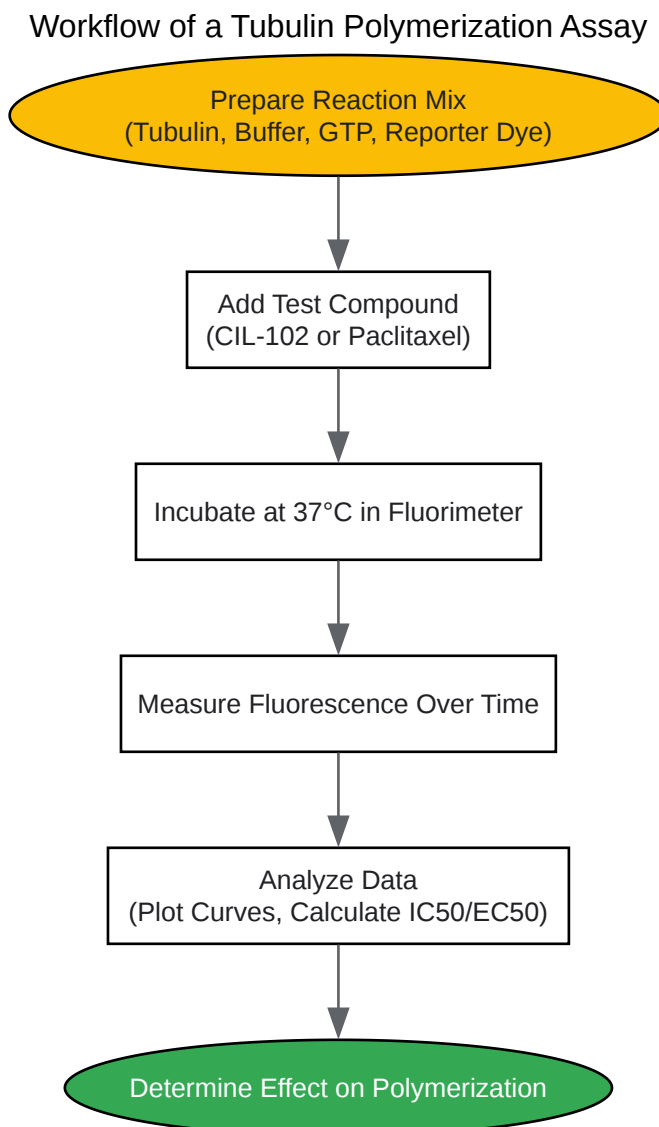 Workflow of a Tubulin Polymerization Assay
Prepare Reaction Mix
(Tubulin, Buffer, GTP, Reporter Dye)
Add Test Compound
(CIL-102 or Paclitaxel)
Incubate at 37°C in Fluorimeter
Measure Fluorescence Over Time
Analyze Data
(Plot Curves, Calculate IC50/EC50)
Determine Effect on Polymerization